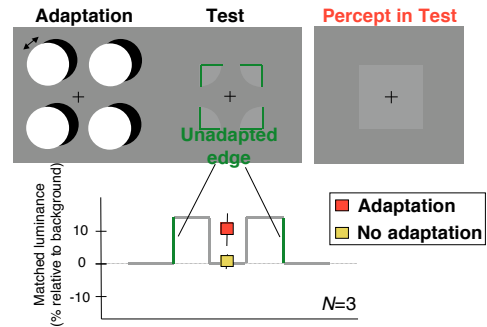 Adaptation
Test
Percept in Test
Unadapted
edge
Matched luminance
(% relative to background)
10
0
-10
Adaptation
No adaptation
N=3